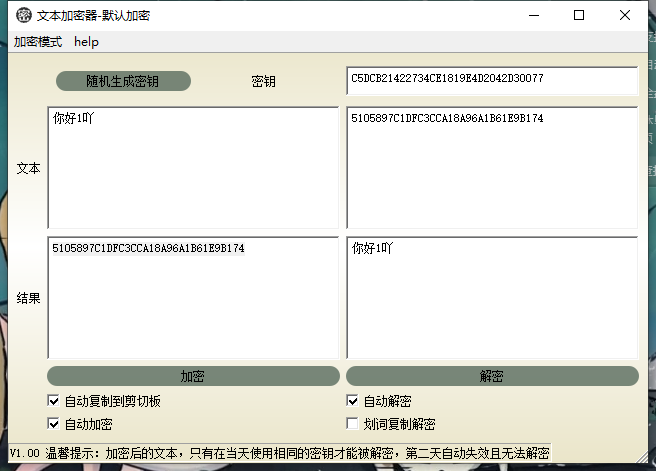 文本加密器-默认加密
加密模式 help
随机生成密钥 密钥 C5DCB21422734CE1819E4D2042D30077
文本
你好1吖
5105897C1DFC3CCA18A96A1B61E9B174
结果
5105897C1DFC3CCA18A96A1B61E9B174
你好1吖
加密 解密
自动复制到剪切板 自动解密
自动加密 划词复制解密
V1.00 温馨提示：加密后的文本，只有在当天使用相同的密钥才能被解密，第二天自动失效且无法解密